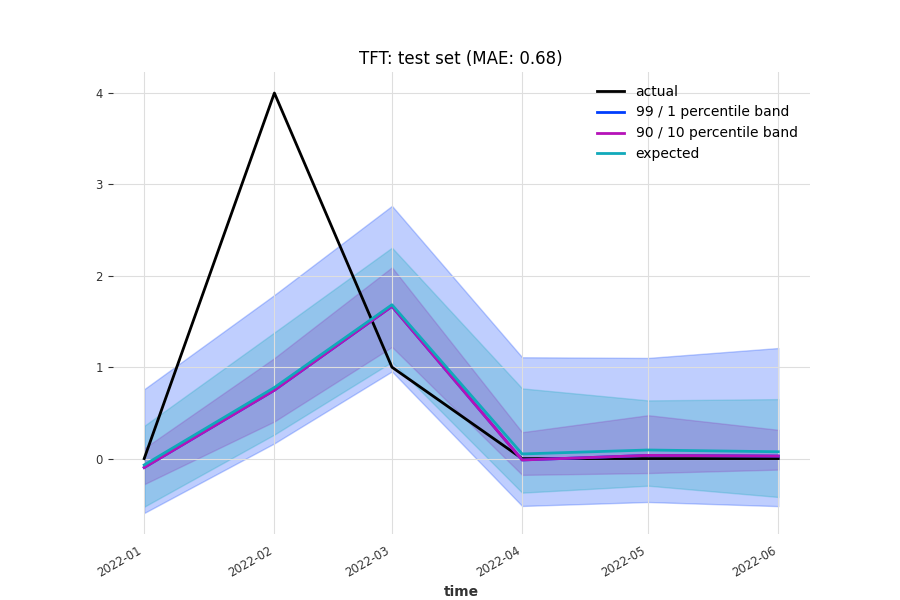 TFT: test set (MAE: 0.68)
actual
99 / 1 percentile band
90 / 10 percentile band
expected
4
3
2
1
0
2022-01
2022-02
2022-03
2022-04
2022-05
2022-06
time